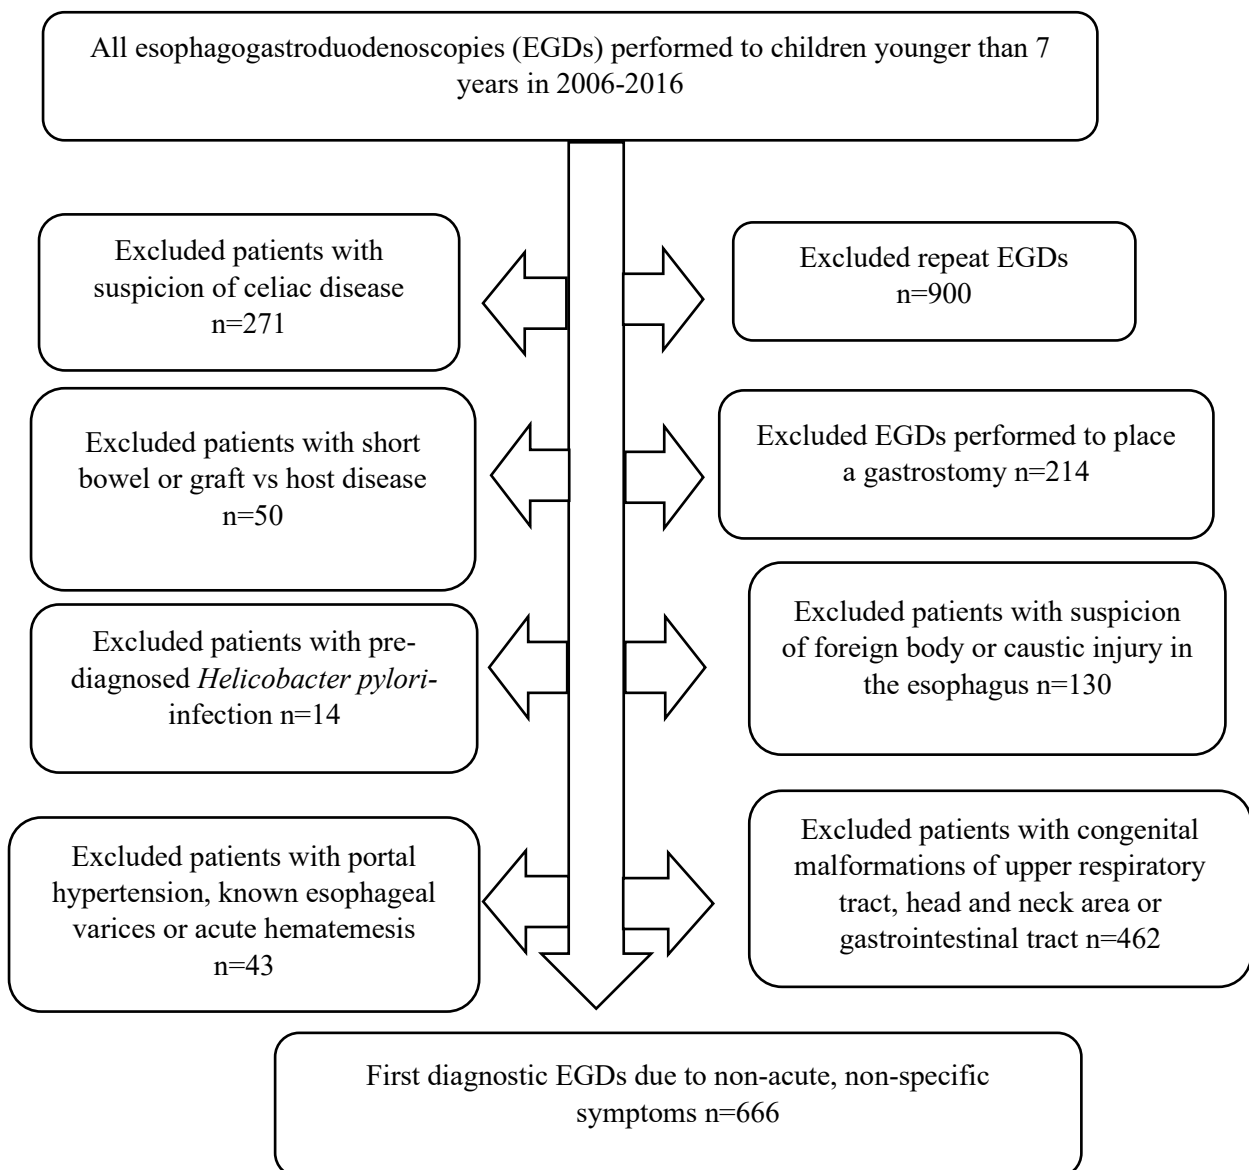 All esophagogastroduodenoscopies (EGDs) performed to children younger than 7
years in 2006-2016
Excluded patients with
suspicion of celiac disease
n=271
Excluded repeat EGDs
n=900
Excluded patients with short
bowel or graft vs host disease
n=50
Excluded EGDs performed to place
a gastrostomy n=214
Excluded patients with pre-
diagnosed Helicobacter pylori-
infection n=14
Excluded patients with suspicion
of foreign body or caustic injury in
the esophagus n=130
Excluded patients with portal
hypertension, known esophageal
varices or acute hematemesis
n=43
Excluded patients with congenital
malformations of upper respiratory
tract, head and neck area or
gastrointestinal tract n=462
First diagnostic EGDs due to non-acute, non-specific
symptoms n=666